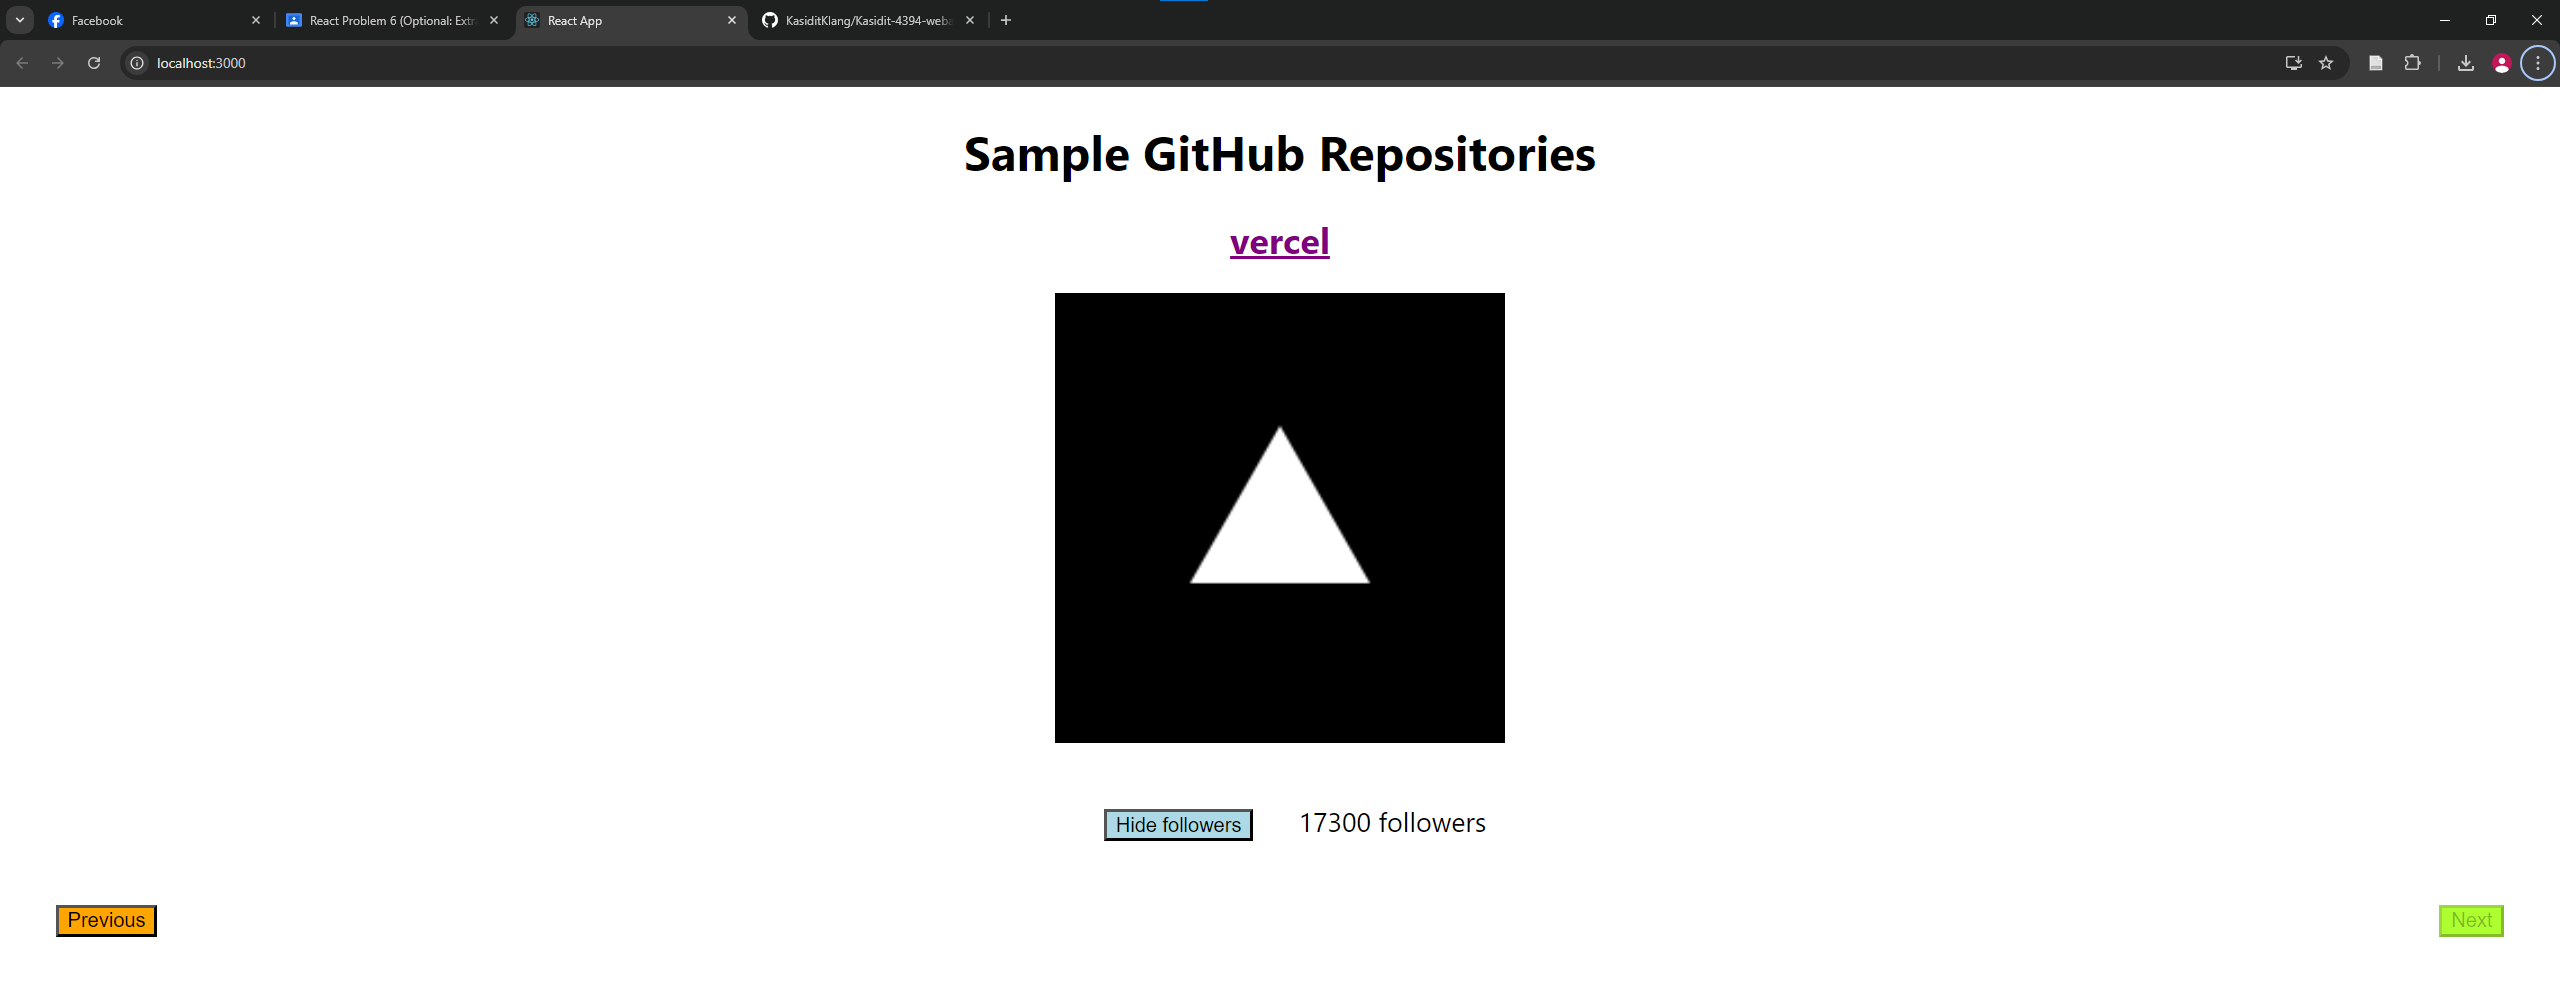 Facebook
React Problem 6 (Optional: Extr
React App
KasiditKlang/Kasidit-4394-weba
localhost:3000
Sample GitHub Repositories
vercel
Hide followers 17300 followers
Previous Next